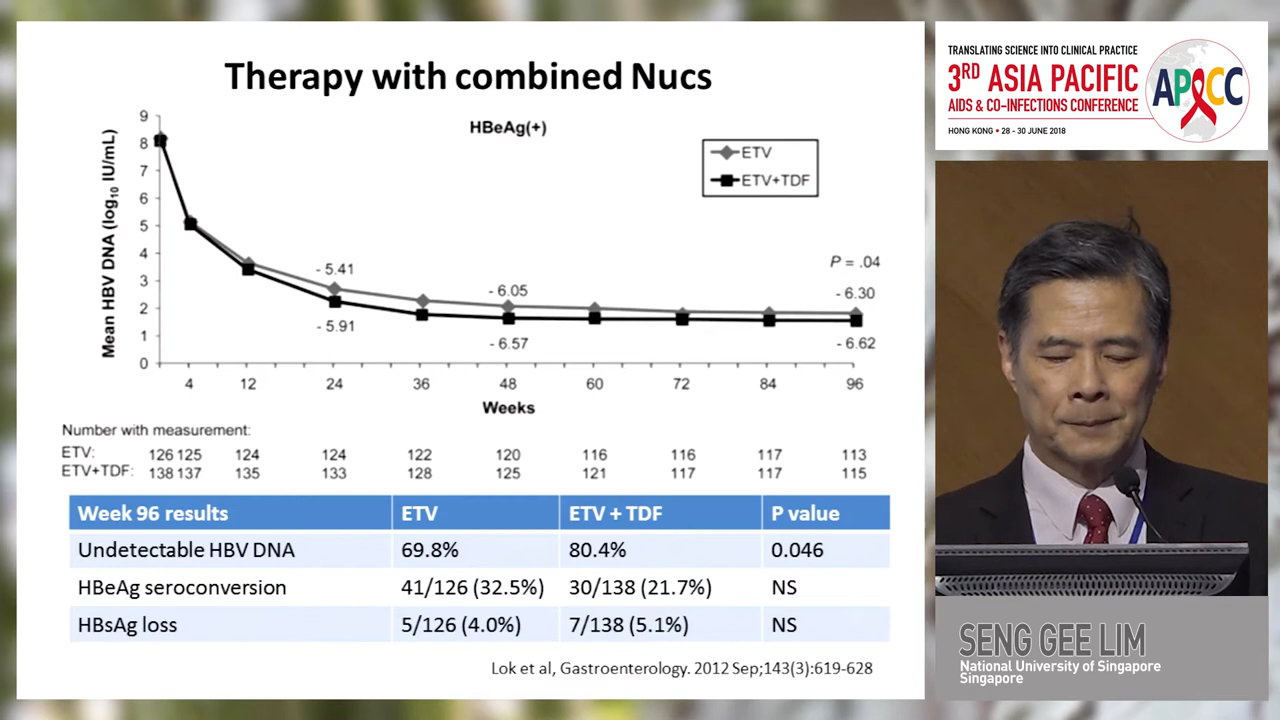 Therapy with combined Nucs
HBeAg(+)
ETV
ETV+TDF
Mean HBV DNA (log10 IU/mL)
9
8
7
6
5
4
3
2
1
0
- 5.41
- 5.91
- 6.05
- 6.57
P = .04
- 6.30
- 6.62
4 12 24 36 48 60 72 84 96
Weeks
Number with measurement:
ETV: 126 125 124 124 122 120 116 116 117 113
ETV+TDF: 138 137 135 133 128 125 121 117 117 115
Week 96 results ETV ETV + TDF P value
Undetectable HBV DNA 69.8% 80.4% 0.046
HBeAg seroconversion 41/126 (32.5%) 30/138 (21.7%) NS
HBsAg loss 5/126 (4.0%) 7/138 (5.1%) NS
Lok et al, Gastroenterology. 2012 Sep;143(3):619-628
TRANSLATING SCIENCE INTO CLINICAL PRACTICE
3RD ASIA PACIFIC
AIDS & CO-INFECTIONS CONFERENCE
HONG KONG • 28 - 30 JUNE 2018
APACC
SENG GEE LIM
National University of Singapore
Singapore